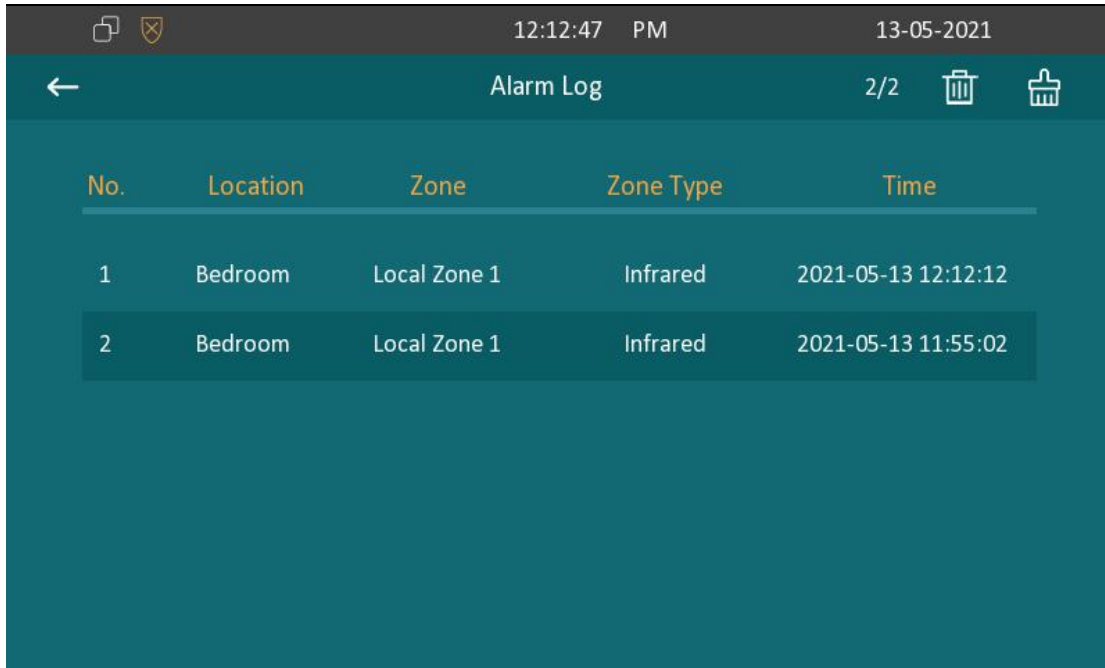 12:12:47 PM 13-05-2021
Alarm Log 2/2
No. Location Zone Zone Type Time
1 Bedroom Local Zone 1 Infrared 2021-05-13 12:12:12
2 Bedroom Local Zone 1 Infrared 2021-05-13 11:55:02